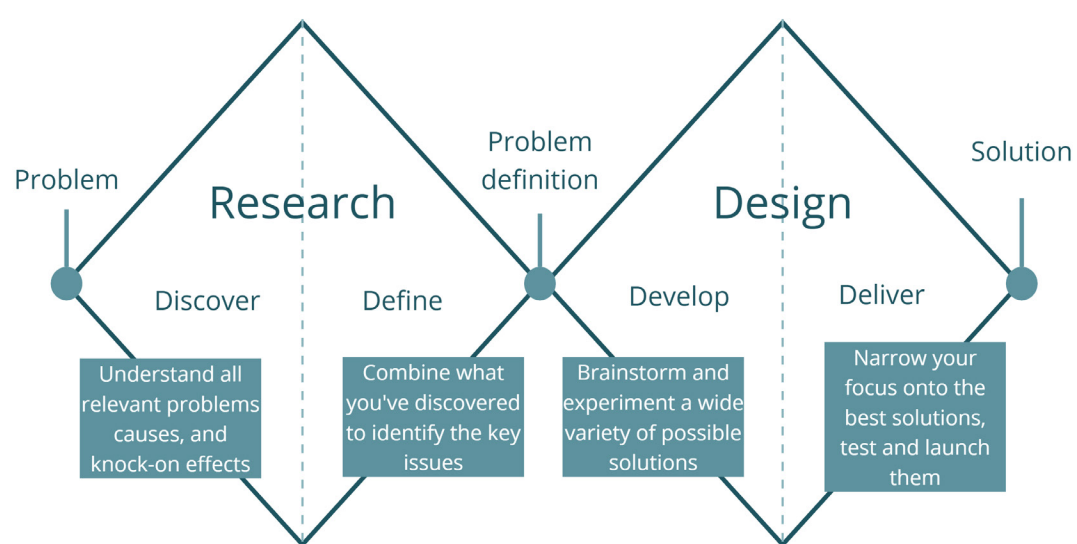 Problem
Research
Discover
Define
Understand all
relevant problems
causes, and
knock-on effects
Combine what
you've discovered
to identify the key
issues
Problem
definition
Design
Develop
Deliver
Brainstorm and
experiment a wide
variety of possible
solutions
Narrow your
focus onto the
best solutions,
test and launch
them
Solution